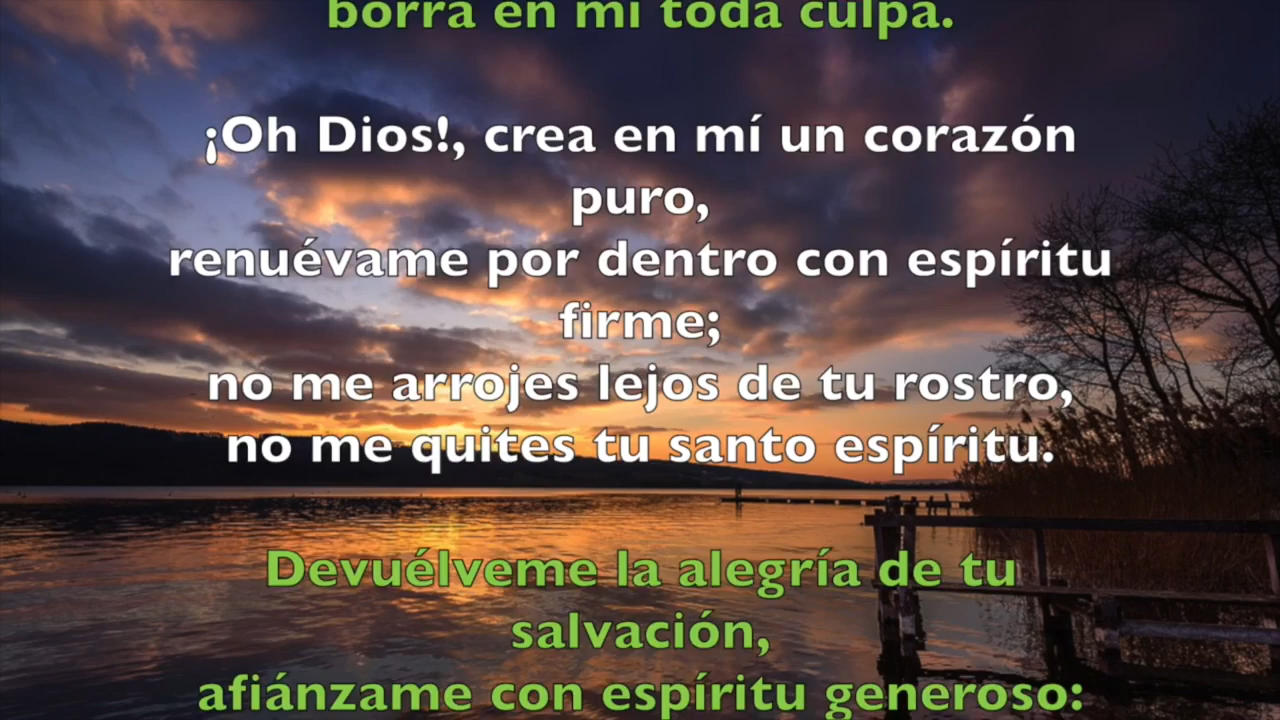 borra en mí toda culpa.
¡Oh Dios!, crea en mí un corazón
puro,
renuévame por dentro con espíritu
firme;
no me arrojes lejos de tu rostro,
no me quites tu santo espíritu.
Devuélveme la alegría de tu
salvación,
afiánzame con espíritu generoso: